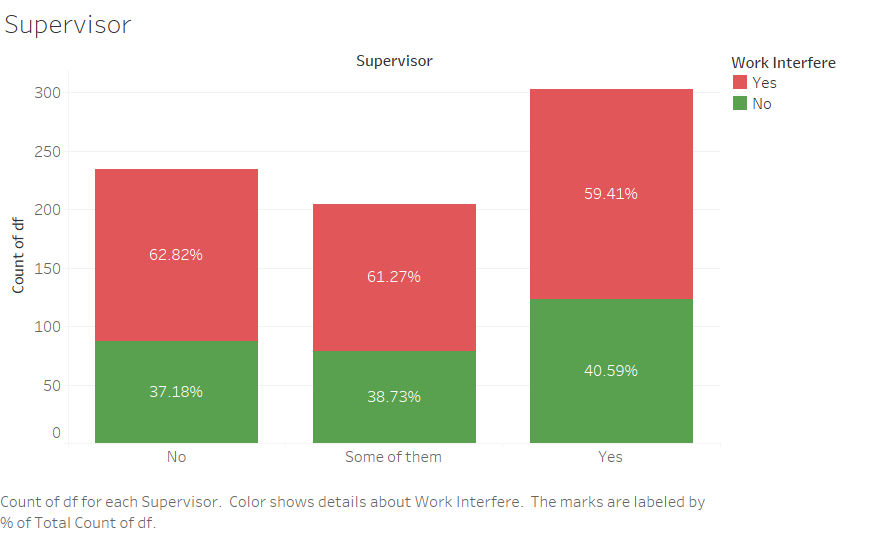 Supervisor
Supervisor
Work Interfere
Yes
No
Count of df
300
250
200
150
100
50
0
62.82%
61.27%
59.41%
37.18%
38.73%
40.59%
No
Some of them
Yes
Count of df for each Supervisor. Color shows details about Work Interfere. The marks are labeled by
% of Total Count of df.